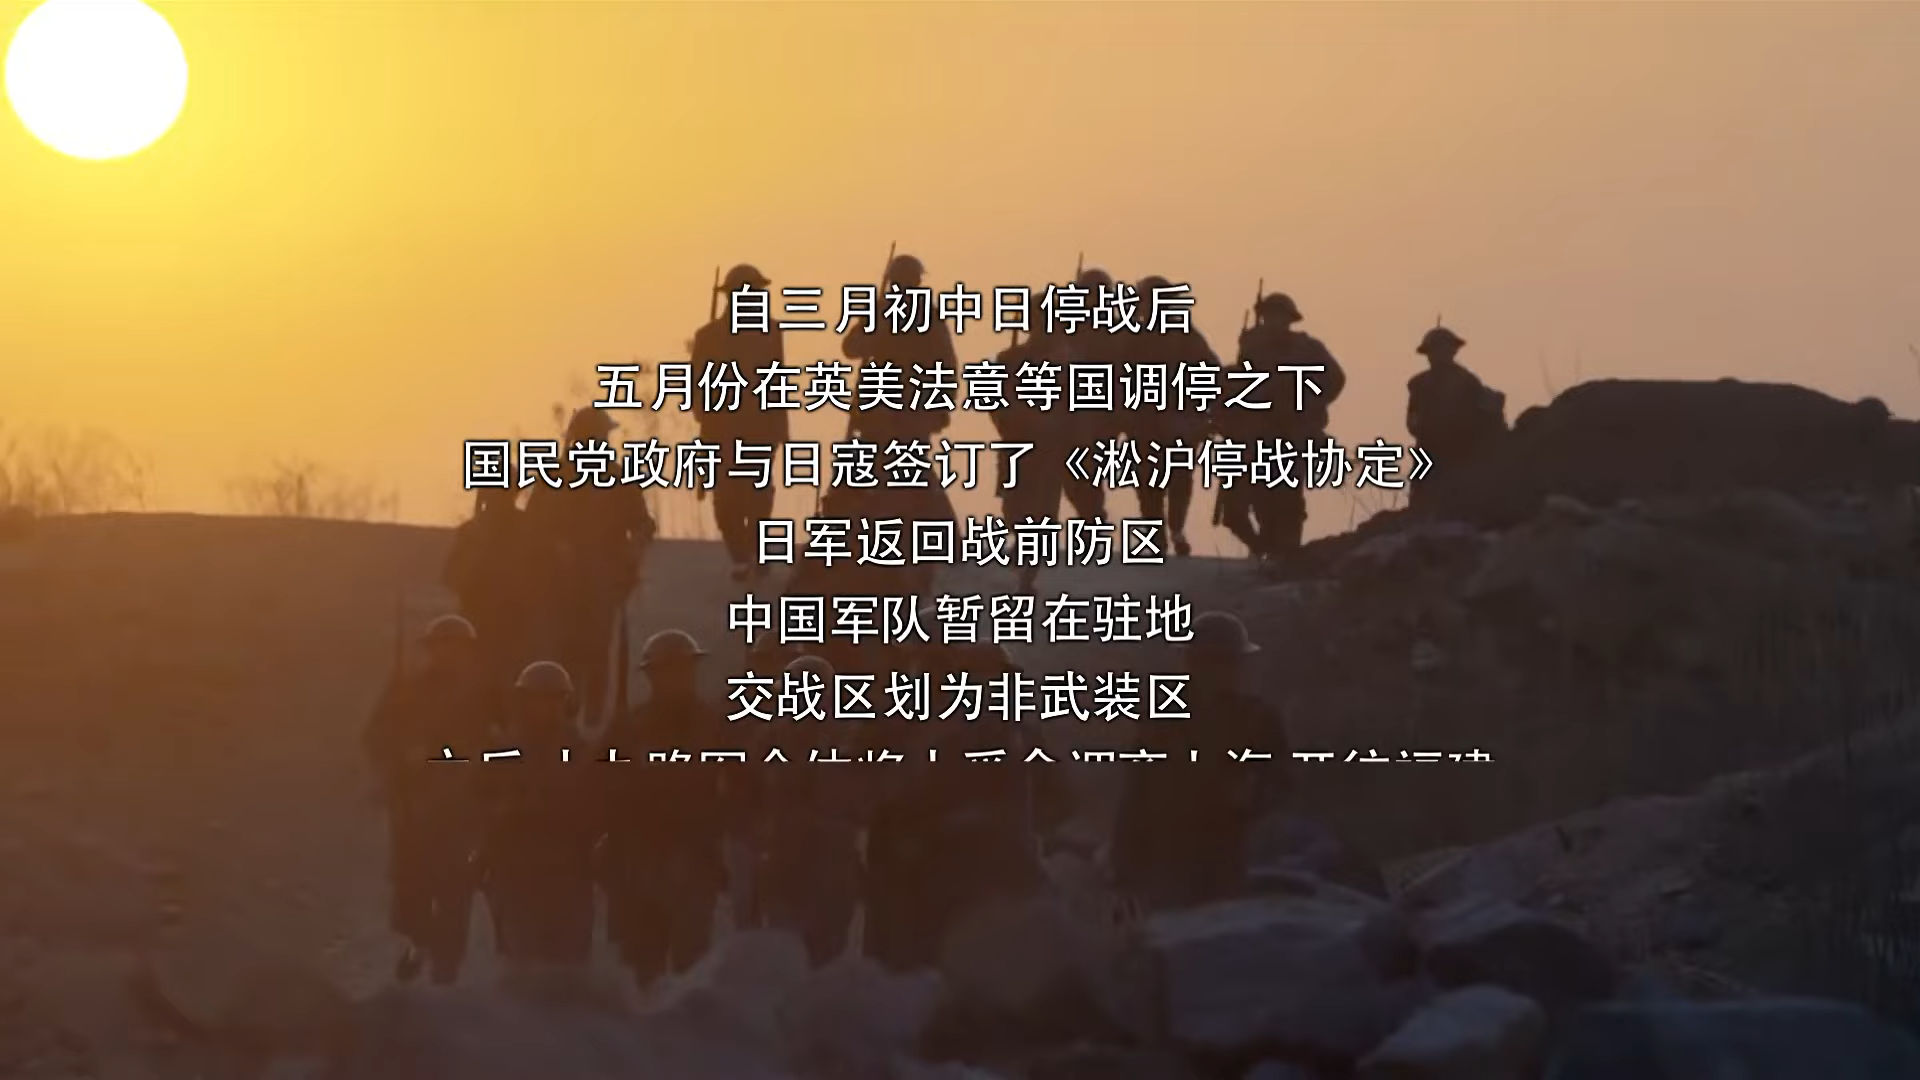 自三月初中日停战后
五月份在英美法意等国调停之下
国民党政府与日寇签订了《淞沪停战协定》
日军返回战前防区
中国军队暂留在驻地
交战区划为非武装区